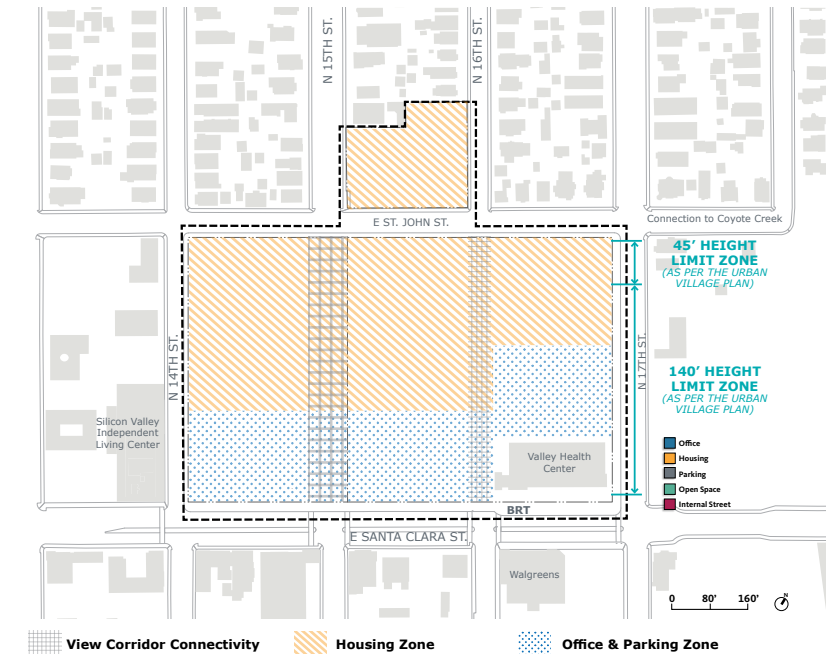 N 15TH ST.
N 16TH ST.
E ST. JOHN ST.
Connection to Coyote Creek
45' HEIGHT
LIMIT ZONE
(AS PER THE URBAN
VILLAGE PLAN)
N 14TH ST.
N 17TH ST.
140' HEIGHT
LIMIT ZONE
(AS PER THE URBAN
VILLAGE PLAN)
Silicon Valley
Independent
Living Center
Valley Health
Center
Office
Housing
Parking
Open Space
Internal Street
BRT
E SANTA CLARA ST.
Walgreens
0 80' 160'
N
View Corridor Connectivity
Housing Zone
Office & Parking Zone